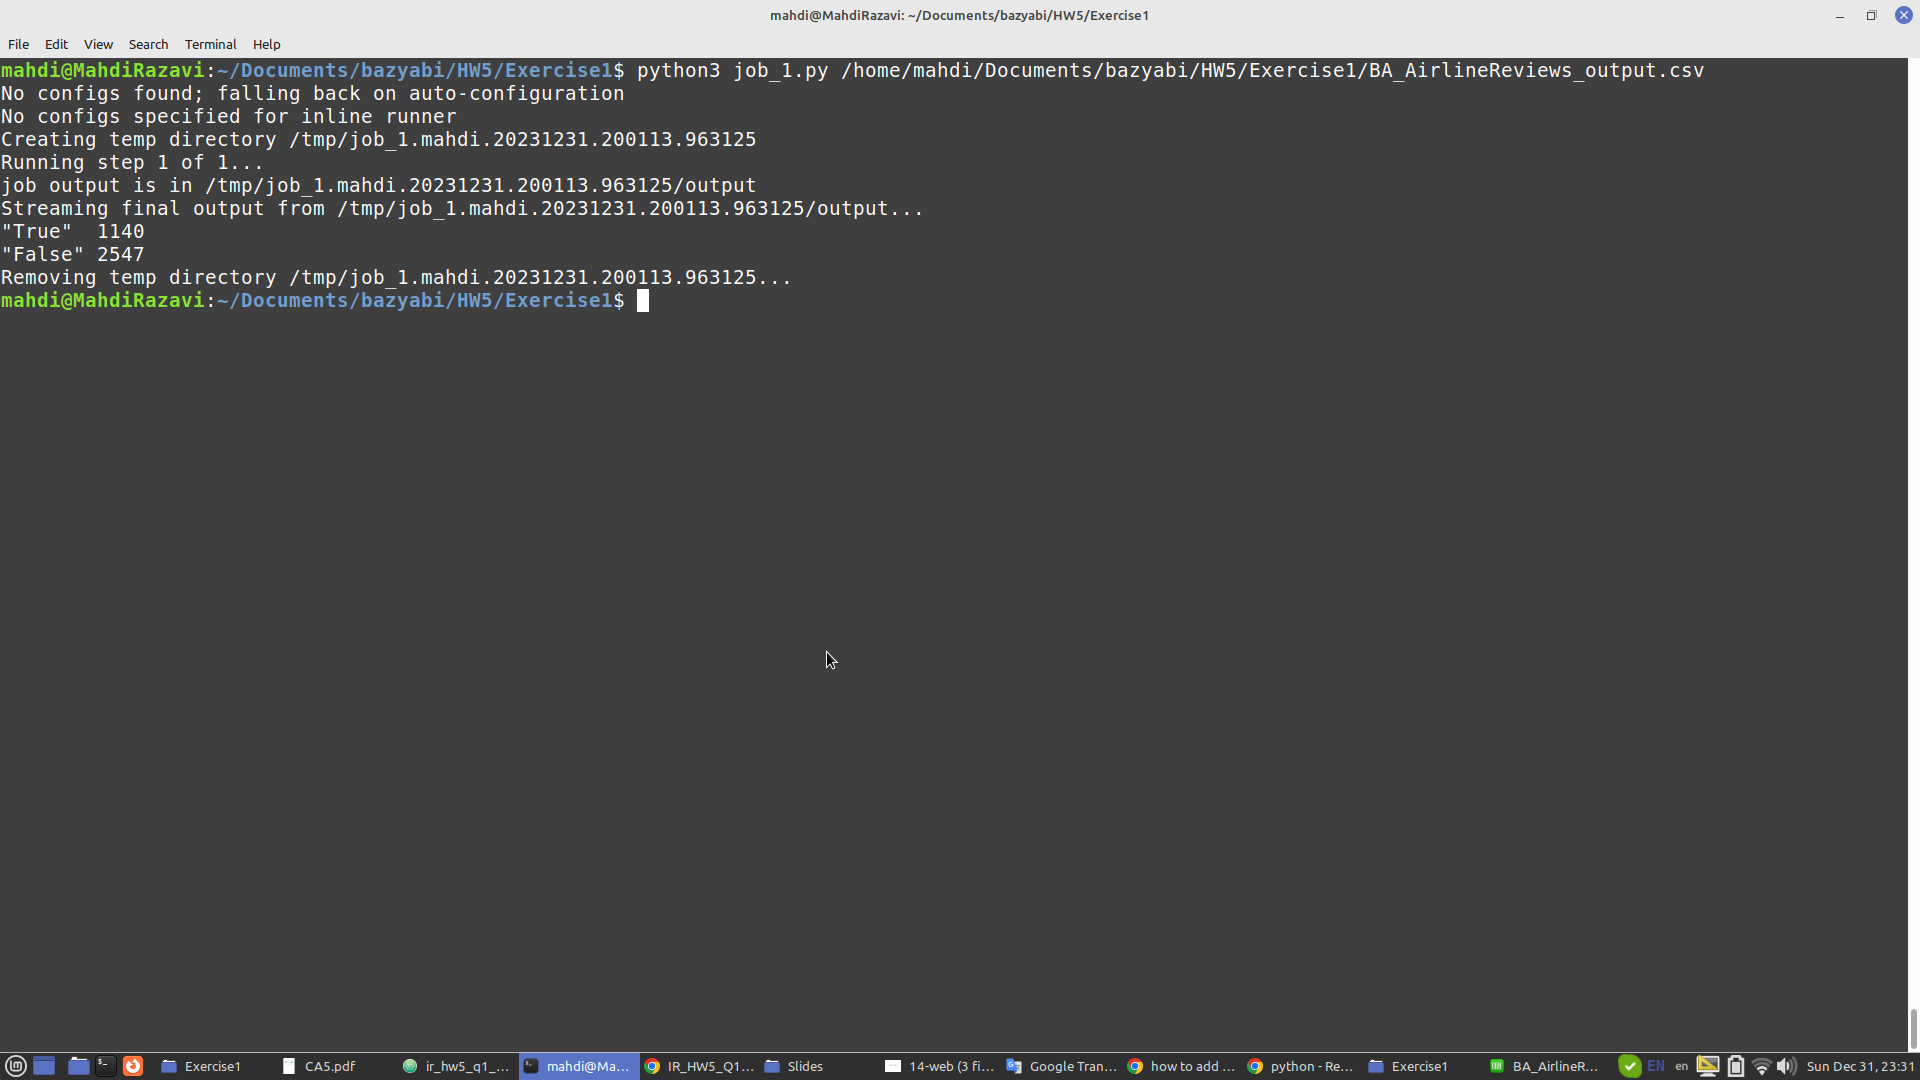 mahdi@MahdiRazavi: ~/Documents/bazyabi/HW5/Exercise1
File Edit View Search Terminal Help
mahdi@MahdiRazavi:~/Documents/bazyabi/HW5/Exercise1$ python3 job_1.py /home/mahdi/Documents/bazyabi/HW5/Exercise1/BA_AirlineReviews_output.csv
No configs found; falling back on auto-configuration
No configs specified for inline runner
Creating temp directory /tmp/job_1.mahdi.20231231.200113.963125
Running step 1 of 1...
job output is in /tmp/job_1.mahdi.20231231.200113.963125/output
Streaming final output from /tmp/job_1.mahdi.20231231.200113.963125/output...
"True"  1140
"False" 2547
Removing temp directory /tmp/job_1.mahdi.20231231.200113.963125...
mahdi@MahdiRazavi:~/Documents/bazyabi/HW5/Exercise1$
Exercise1 CA5.pdf ir_hw5_q1_... mahdi@Ma... IR_HW5_Q1... Slides 14-web (3 fi... Google Tran... how to add ... python - Re... Exercise1 BA_AirlineR... EN en Sun Dec 31, 23:31